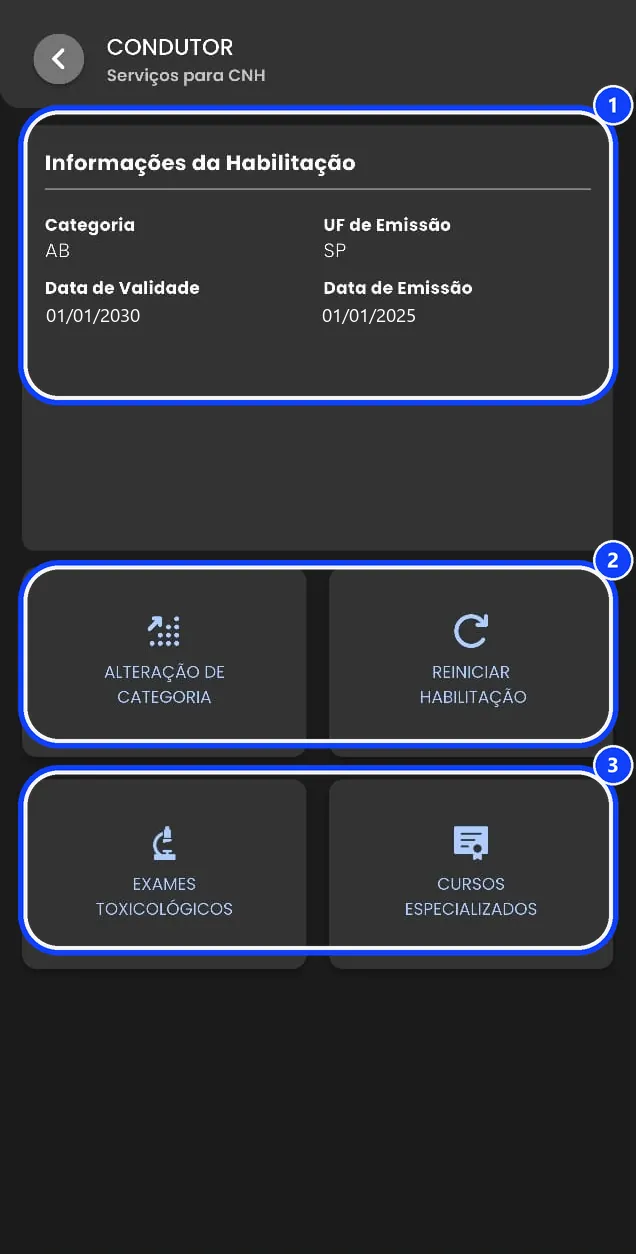 CONDUTOR
Serviços para CNH
1
Informações da Habilitação
Categoria UF de Emissão
AB SP
Data de Validade Data de Emissão
01/01/2030 01/01/2025
2
ALTERAÇÃO DE
CATEGORIA
REINICIAR
HABILITAÇÃO
3
EXAMES
TOXICOLÓGICOS
CURSOS
ESPECIALIZADOS